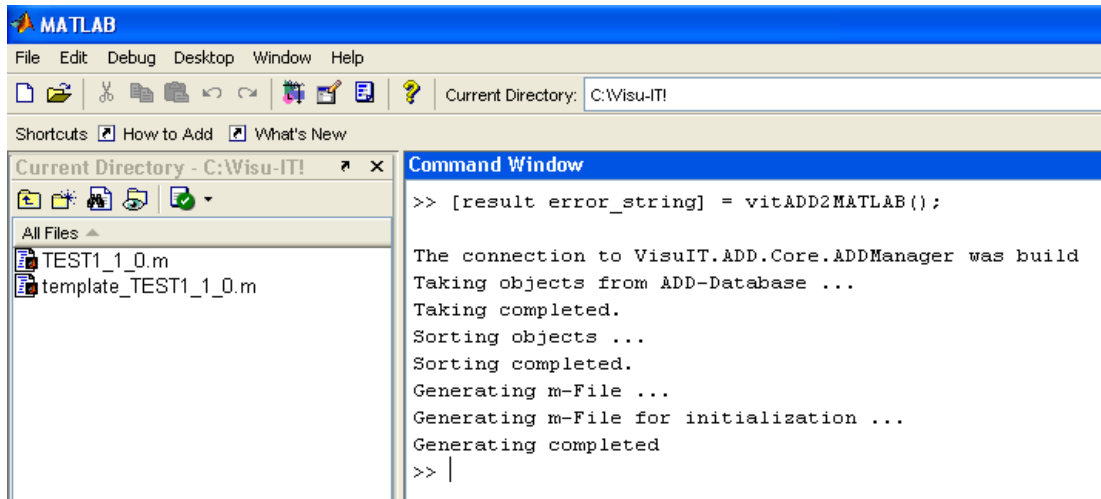 MATLAB
File Edit Debug Desktop Window Help
Current Directory: C:\Visu-IT!
Shortcuts How to Add What's New
Current Directory - C:\Visu-IT!
All Files
TEST1_1_0.m
template_TEST1_1_0.m
Command Window
>> [result error_string] = vitADD2MATLAB();
The connection to VisuIT.ADD.Core.ADDManager was build
Taking objects from ADD-Database ...
Taking completed.
Sorting objects ...
Sorting completed.
Generating m-File ...
Generating m-File for initialization ...
Generating completed
>>